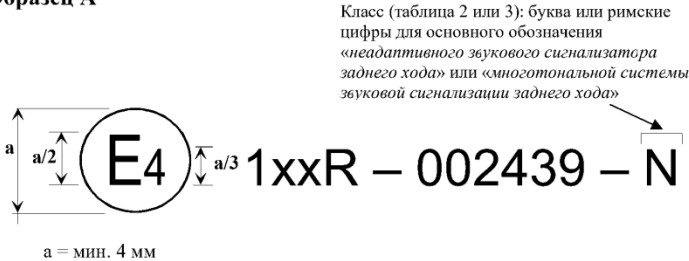 Образец А
Класс (таблица 2 или 3): буква или римские
цифры для основного обозначения
«неадаптивного звукового сигнализатора
заднего хода» или «многотональной системы
звуковой сигнализации заднего хода»
a
a/2
E4
a/3
1xxR – 002439 – N
a = мин. 4 мм